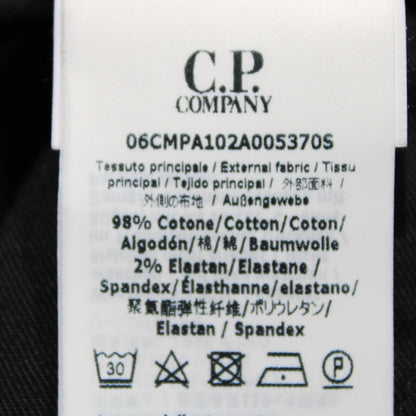 C.P.
COMPANY
06CMPA102A005370S
Tessuto principale / External fabric / Tissu
principal / Tejido principal / 外部面料 /
外側の布地 / Außengewebe
98% Cotone/Cotton/Coton/
Algodón/棉/綿/Baumwolle
2% Elastan/Elastane /
Spandex/Élasthanne/elastano/
聚氨酯弹性纤维/ポリウレタン/
Elastan / Spandex
30 P